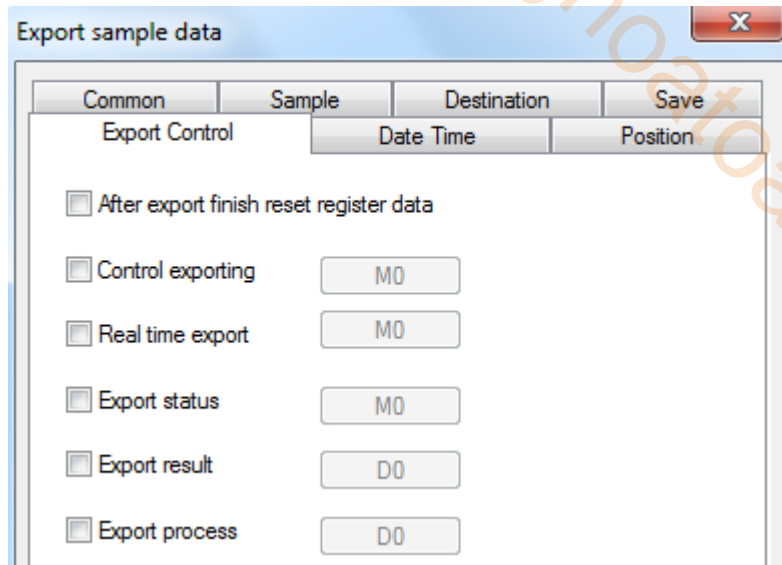 Export sample data
Common Sample Destination Save
Export Control Date Time Position
After export finish reset register data
Control exporting M0
Real time export M0
Export status M0
Export result D0
Export process D0